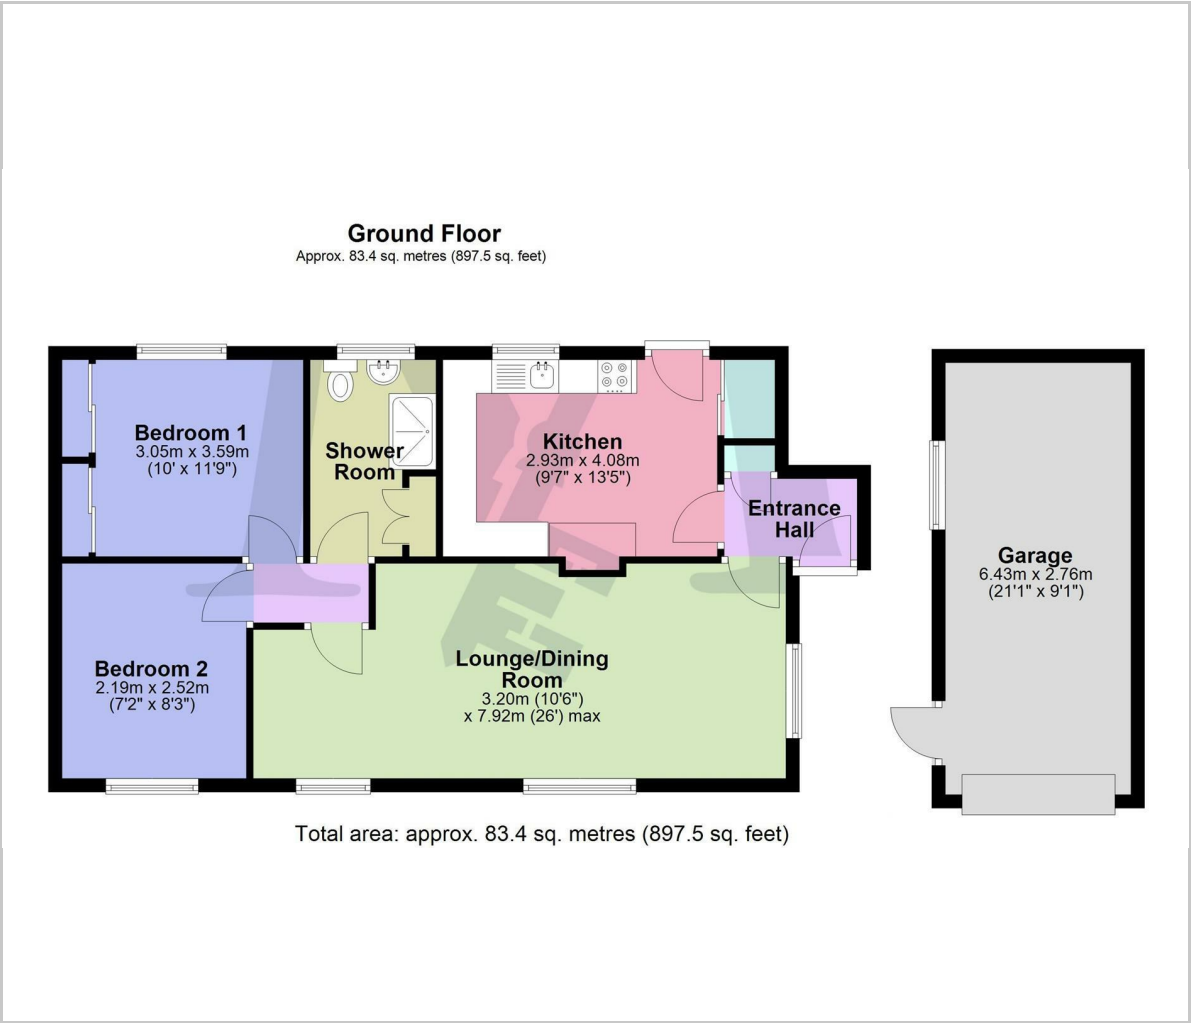 Ground Floor
Approx. 83.4 sq. metres (897.5 sq. feet)
Bedroom 1
3.05m x 3.59m
(10' x 11'9")
Shower
Room
Kitchen
2.93m x 4.08m
(9'7" x 13'5")
Entrance
Hall
Garage
6.43m x 2.76m
(21'1" x 9'1")
Bedroom 2
2.19m x 2.52m
(7'2" x 8'3")
Lounge/Dining
Room
3.20m (10'6")
x 7.92m (26') max
Total area: approx. 83.4 sq. metres (897.5 sq. feet)